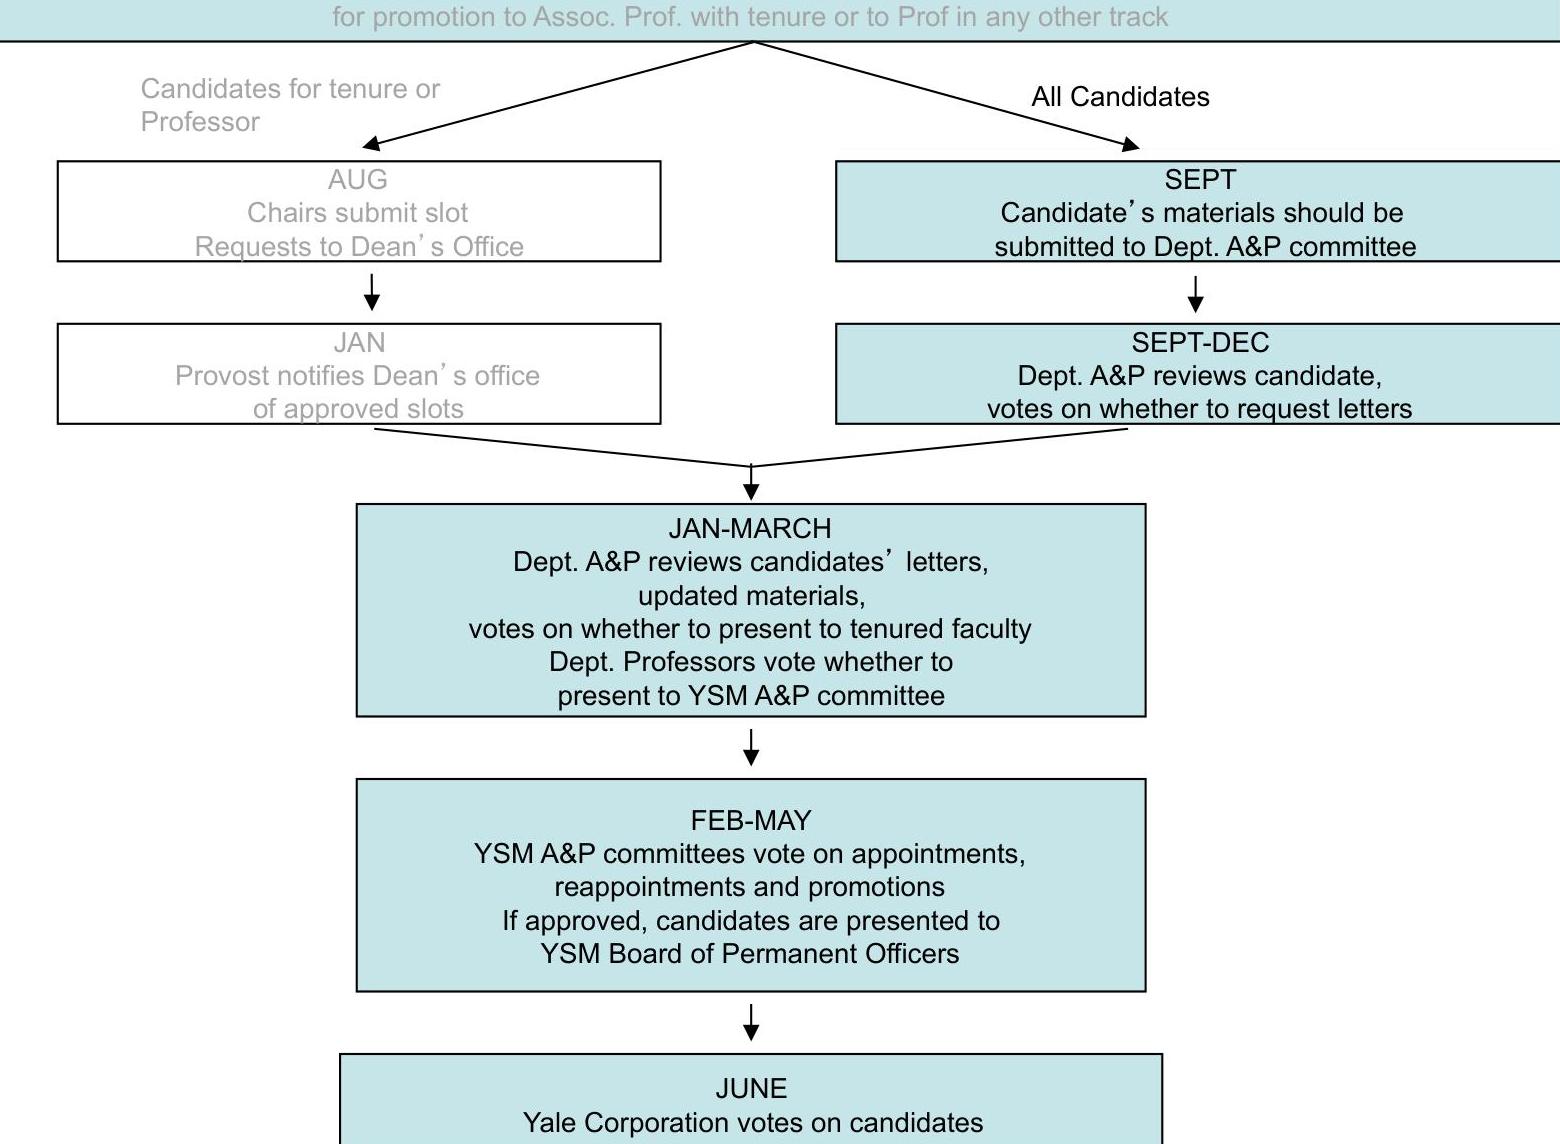 for promotion to Assoc. Prof. with tenure or to Prof in any other track
Candidates for tenure or
Professor
All Candidates
AUG
Chairs submit slot
Requests to Dean’s Office
SEPT
Candidate’s materials should be
submitted to Dept. A&P committee
JAN
Provost notifies Dean’s office
of approved slots
SEPT-DEC
Dept. A&P reviews candidate,
votes on whether to request letters
JAN-MARCH
Dept. A&P reviews candidates’ letters,
updated materials,
votes on whether to present to tenured faculty
Dept. Professors vote whether to
present to YSM A&P committee
FEB-MAY
YSM A&P committees vote on appointments,
reappointments and promotions
If approved, candidates are presented to
YSM Board of Permanent Officers
JUNE
Yale Corporation votes on candidates